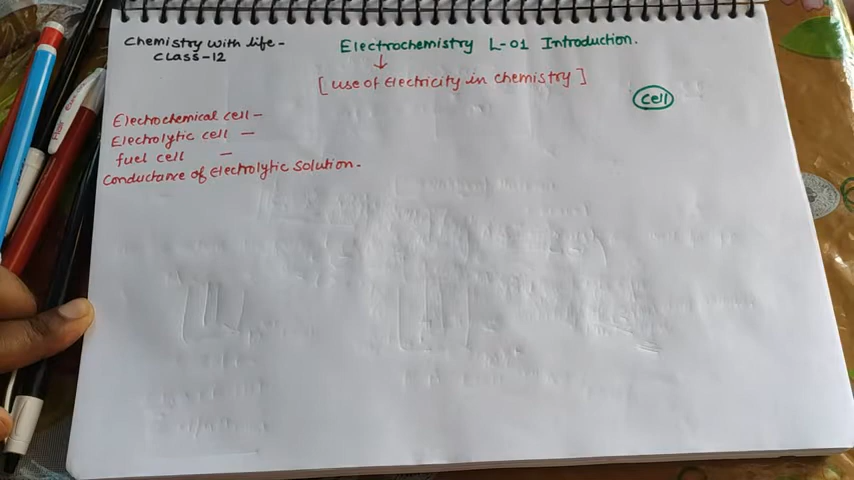 Chemistry with life-
Class-12
Electrochemistry L-01 Introduction.
↓
[use of Electricity in chemistry]
cell
Electrochemical cell -
Electrolytic cell -
fuel cell -
Conductance of Electrolytic solution.